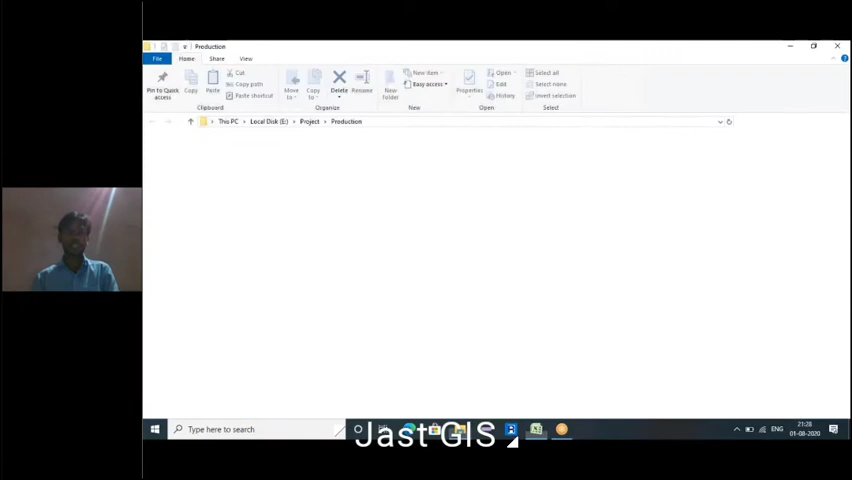 Production
File Home Share View
Pin to Quick access
Copy
Paste
Cut
Copy path
Paste shortcut
Clipboard
Move to
Copy to
Delete
Rename
Organize
New Folder
New item
Easy access
New
Properties
Open
Edit
History
Open
Select all
Select none
Invert selection
Select
This PC > Local Disk (E:) > Project > Production
Type here to search
ENG
21:28
01-08-2020
Jast GIS